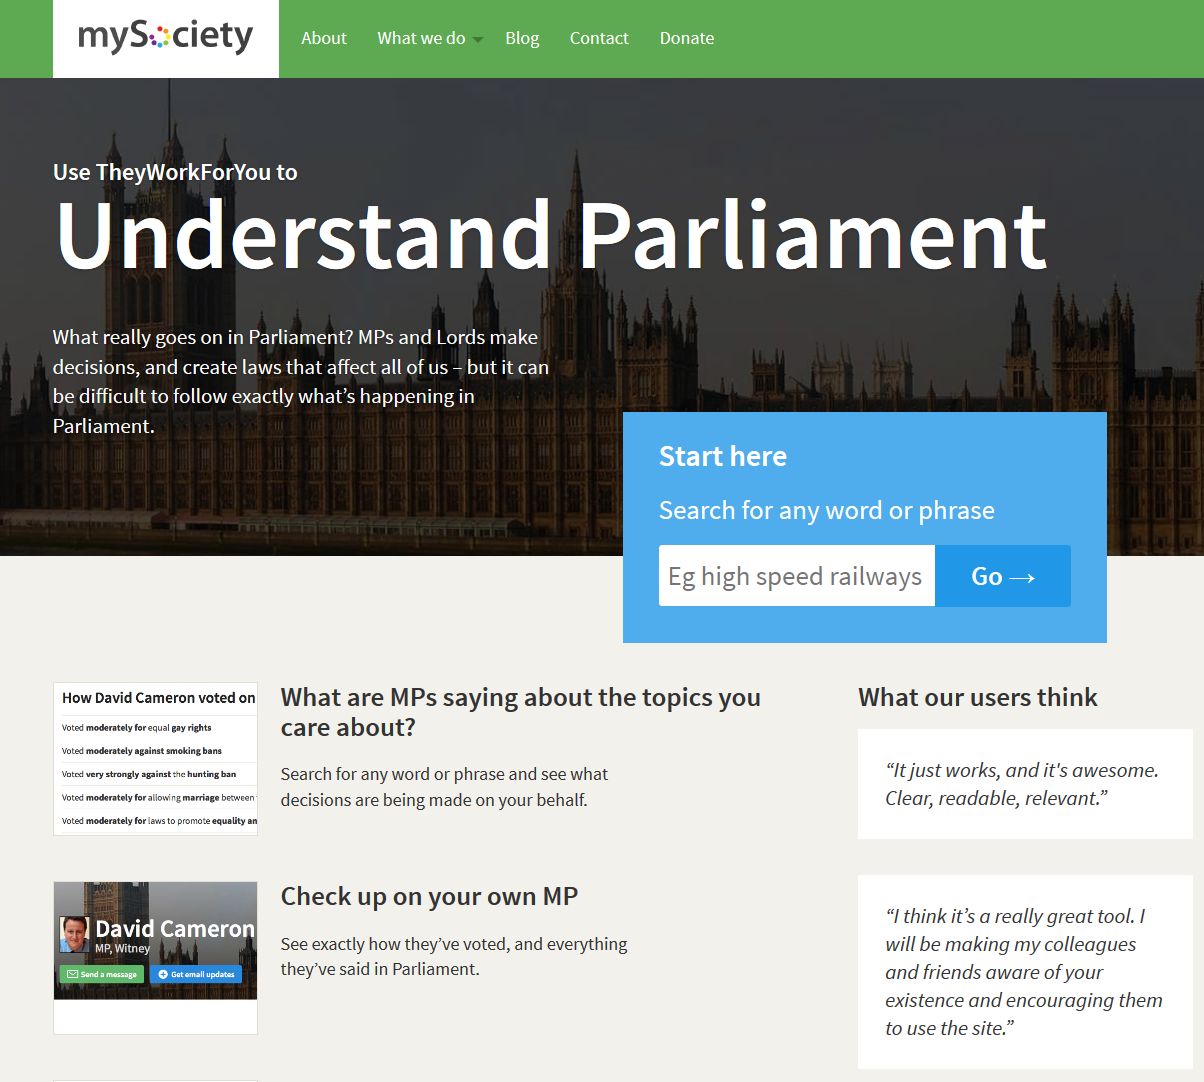 mySociety
About
What we do
Blog
Contact
Donate
Use TheyWorkForYou to
Understand Parliament
What really goes on in Parliament? MPs and Lords make
decisions, and create laws that affect all of us – but it can
be difficult to follow exactly what’s happening in
Parliament.
Start here
Search for any word or phrase
Eg high speed railways
Go →
How David Cameron voted on
Voted moderately for equal gay rights
Voted moderately against smoking bans
Voted very strongly against the hunting ban
Voted moderately for allowing marriage between
Voted moderately for laws to promote equality an
What are MPs saying about the topics you
care about?
Search for any word or phrase and see what
decisions are being made on your behalf.
David Cameron
MP, Witney
Send a message
Get email updates
Check up on your own MP
See exactly how they’ve voted, and everything
they’ve said in Parliament.
What our users think
“It just works, and it's awesome.
Clear, readable, relevant.”
“I think it’s a really great tool. I
will be making my colleagues
and friends aware of your
existence and encouraging them
to use the site.”